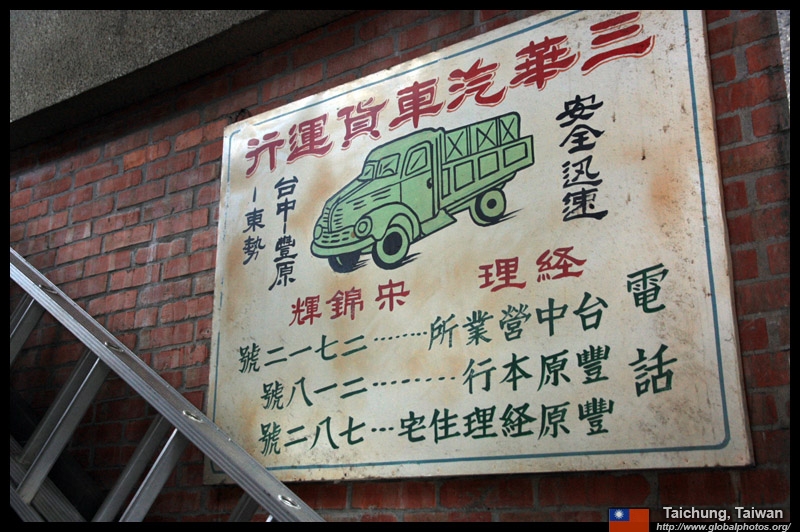 三華汽車貨運行
安全迅速
台中—豐原
—東勢
経理 錦輝
電話
台中營業所……二七一二號
豐原本行………二一八號
豐原経理住宅…七八二號
Taichung, Taiwan
http://www.globalphotos.org/